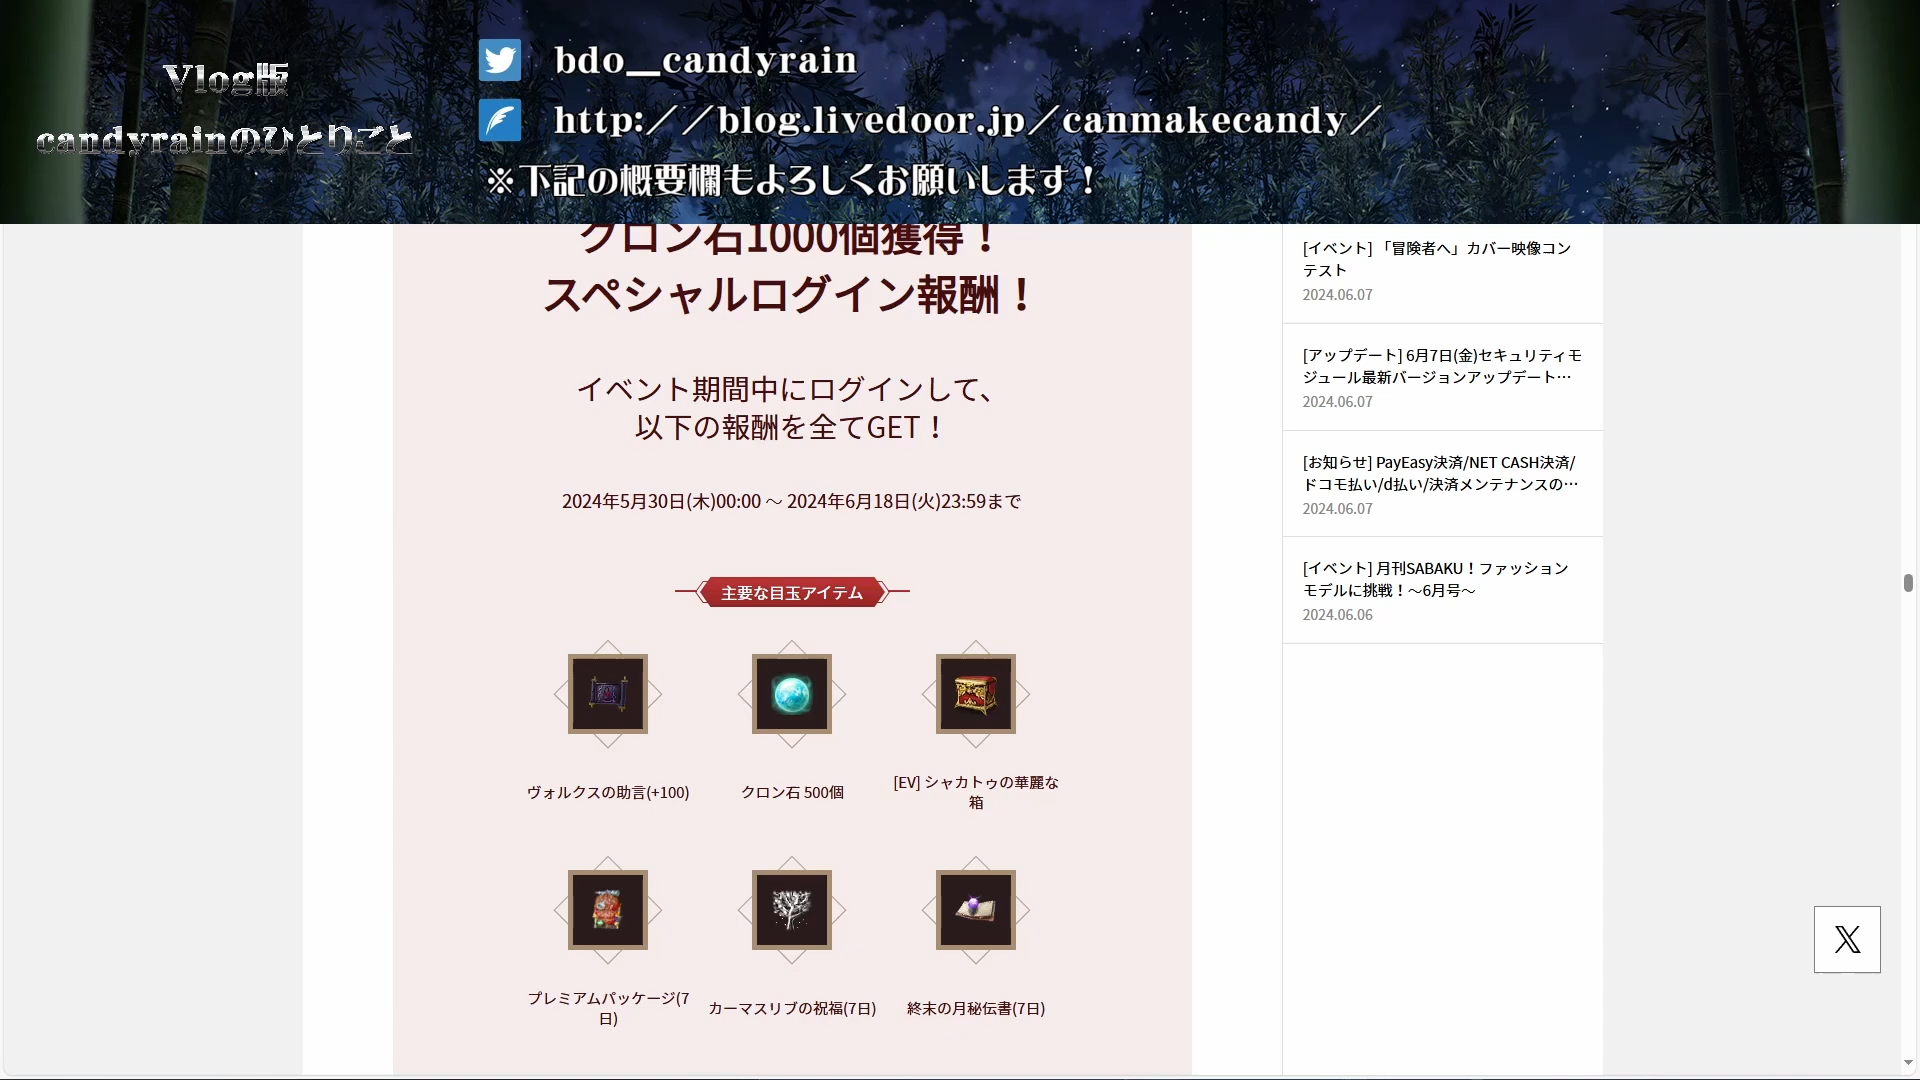 Vlog版
candyrainのひとりごと
bdo__candyrain
http://blog.livedoor.jp/canmakecandy/
※下記の概要欄もよろしくお願いします！
クロン石1000個獲得！
スペシャルログイン報酬！
イベント期間中にログインして、
以下の報酬を全てGET！
2024年5月30日(木)00:00 ～ 2024年6月18日(火)23:59まで
主要な目玉アイテム
ヴォルクスの助言(+100)
クロン石 500個
[EV] シャカトゥの華麗な
箱
プレミアムパッケージ(7
日)
カーマスリブの祝福(7日)
終末の月秘伝書(7日)
[イベント] 「冒険者へ」カバー映像コン
テスト
2024.06.07
[アップデート] 6月7日(金)セキュリティモ
ジュール最新バージョンアップデート…
2024.06.07
[お知らせ] PayEasy決済/NET CASH決済/
ドコモ払い/d払い/決済メンテナンスの…
2024.06.07
[イベント] 月刊SABAKU！ファッション
モデルに挑戦！～6月号～
2024.06.06